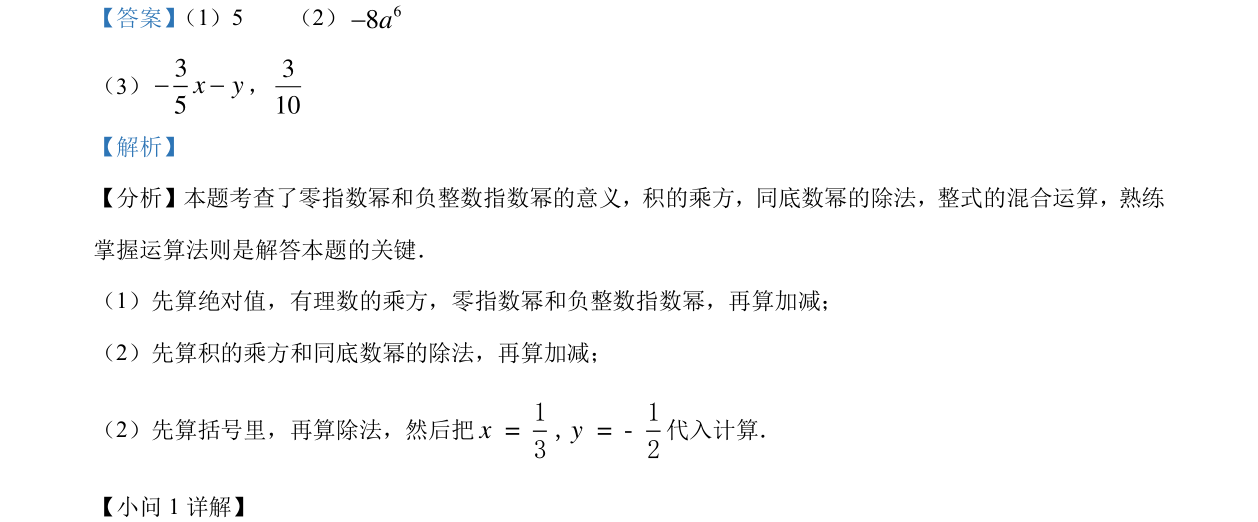 【答案】（1）5　　（2）$-8a^6$
（3）$-\frac{3}{5}x-y$，$\frac{3}{10}$
【解析】
【分析】本题考查了零指数幂和负整数指数幂的意义，积的乘方，同底数幂的除法，整式的混合运算，熟练
掌握运算法则是解答本题的关键．
（1）先算绝对值，有理数的乘方，零指数幂和负整数指数幂，再算加减；
（2）先算积的乘方和同底数幂的除法，再算加减；
（2）先算括号里，再算除法，然后把 $x = \frac{1}{3}$，$y = -\frac{1}{2}$ 代入计算．
【小问 1 详解】